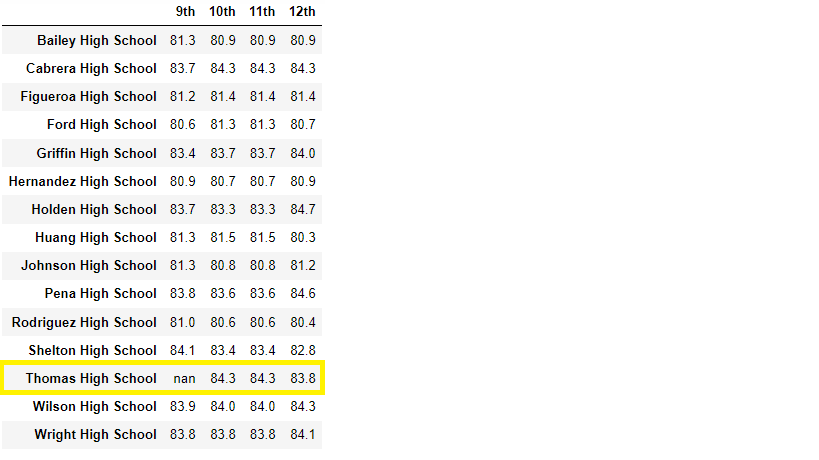 9th 10th 11th 12th
Bailey High School 81.3 80.9 80.9 80.9
Cabrera High School 83.7 84.3 84.3 84.3
Figueroa High School 81.2 81.4 81.4 81.4
Ford High School 80.6 81.3 81.3 80.7
Griffin High School 83.4 83.7 83.7 84.0
Hernandez High School 80.9 80.7 80.7 80.9
Holden High School 83.7 83.3 83.3 84.7
Huang High School 81.3 81.5 81.5 80.3
Johnson High School 81.3 80.8 80.8 81.2
Pena High School 83.8 83.6 83.6 84.6
Rodriguez High School 81.0 80.6 80.6 80.4
Shelton High School 84.1 83.4 83.4 82.8
Thomas High School nan 84.3 84.3 83.8
Wilson High School 83.9 84.0 84.0 84.3
Wright High School 83.8 83.8 83.8 84.1